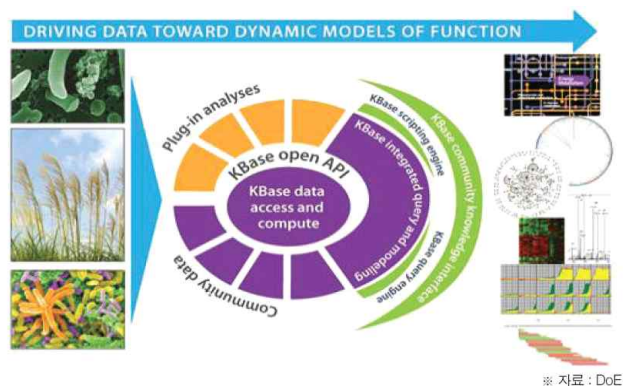 DRIVING DATA TOWARD DYNAMIC MODELS OF FUNCTION
Plug-in analyses
KBase open API
KBase data
access and
compute
Community data
KBase integrated query and modeling
KBase scripting engine
KBase query engine
KBase community knowledge interface
※ 자료 : DoE